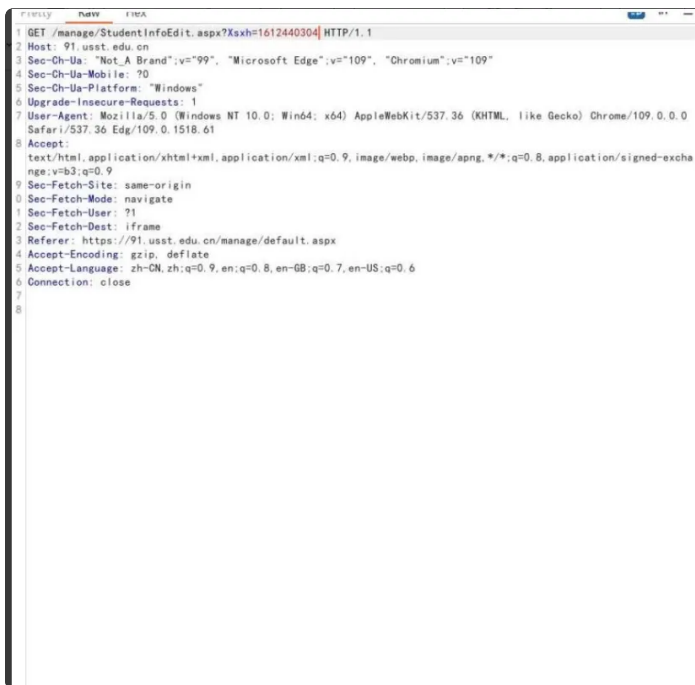 Pretty Raw Hex
1 GET /manage/StudentInfoEdit.aspx?Xsxh=1612440304 HTTP/1.1
2 Host: 91.usst.edu.cn
3 Sec-Ch-Ua: "Not_A Brand";v="99", "Microsoft Edge";v="109", "Chromium";v="109"
4 Sec-Ch-Ua-Mobile: ?0
5 Sec-Ch-Ua-Platform: "Windows"
6 Upgrade-Insecure-Requests: 1
7 User-Agent: Mozilla/5.0 (Windows NT 10.0; Win64; x64) AppleWebKit/537.36 (KHTML, like Gecko) Chrome/109.0.0.0
Safari/537.36 Edg/109.0.1518.61
8 Accept:
text/html,application/xhtml+xml,application/xml;q=0.9,image/webp,image/apng,*/*;q=0.8,application/signed-excha
nge;v=b3;q=0.9
9 Sec-Fetch-Site: same-origin
0 Sec-Fetch-Mode: navigate
1 Sec-Fetch-User: ?1
2 Sec-Fetch-Dest: iframe
3 Referer: https://91.usst.edu.cn/manage/default.aspx
4 Accept-Encoding: gzip, deflate
5 Accept-Language: zh-CN,zh;q=0.9,en;q=0.8,en-GB;q=0.7,en-US;q=0.6
6 Connection: close
7
8